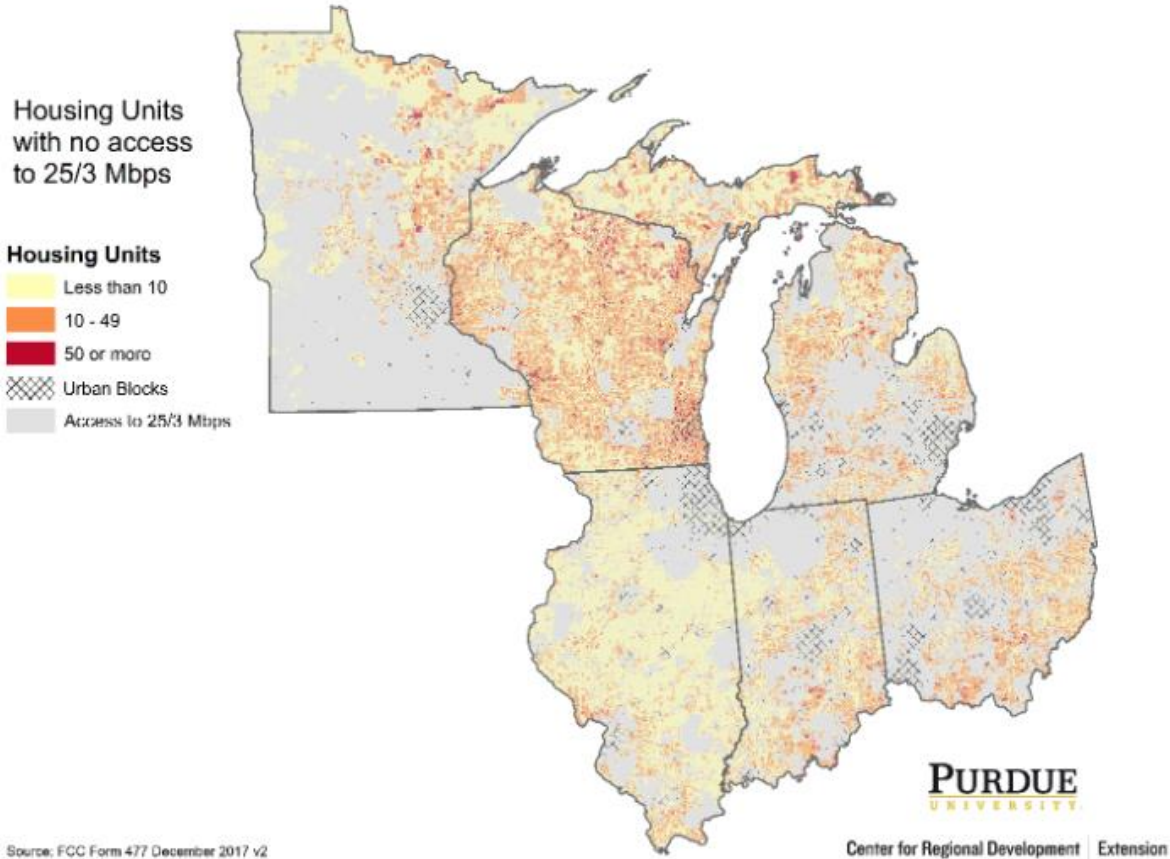 Housing Units
with no access
to 25/3 Mbps
Housing Units
Less than 10
10 - 49
50 or moro
Urban Blocks
Access to 25/3 Mbps
PURDUE
UNIVERSITY
Source: FCC Form 477 December 2017 v2
Center for Regional Development | Extension